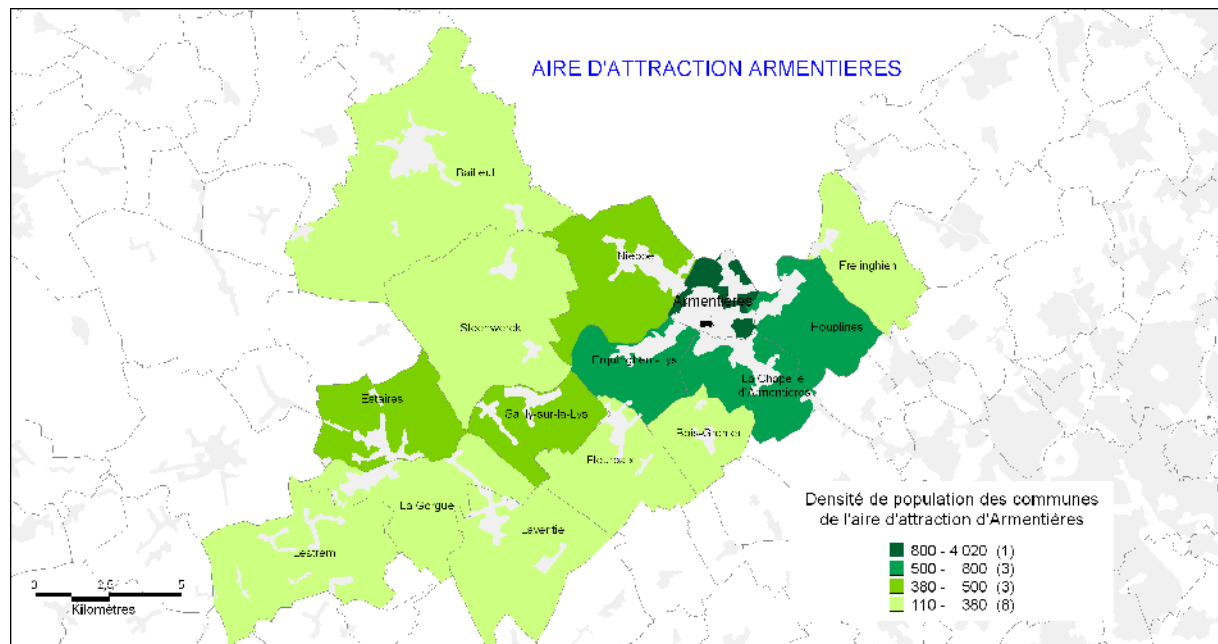 AIRE D'ATTRACTION ARMENTIERES
Bailleul
Nieppe
Frelinghien
Armentières
Houplines
Steenwerck
Erquinghem-Lys
La Chapelle
d'Armentières
Estaires
Sailly-sur-la-Lys
Bois-Grenier
Fleurbaix
La Gorgue
Laventie
Lestrem
Densité de population des communes
de l'aire d'attraction d'Armentières
800 - 4 020 (1)
500 - 800 (3)
380 - 500 (3)
110 - 380 (8)
0 2,5 5
Kilomètres